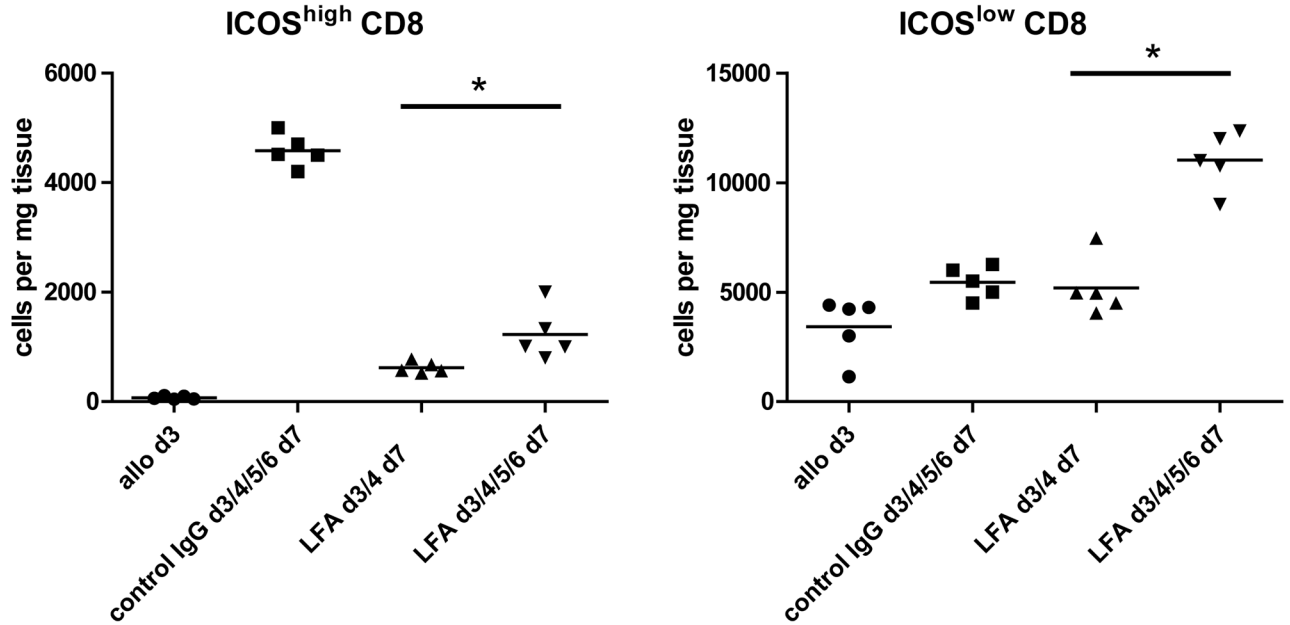 ICOShigh CD8
6000
4000
2000
0
cells per mg tissue
*
allo d3
control IgG d3/4/5/6 d7
LFA d3/4 d7
LFA d3/4/5/6 d7
ICOSlow CD8
15000
10000
5000
0
cells per mg tissue
*
allo d3
control IgG d3/4/5/6 d7
LFA d3/4 d7
LFA d3/4/5/6 d7